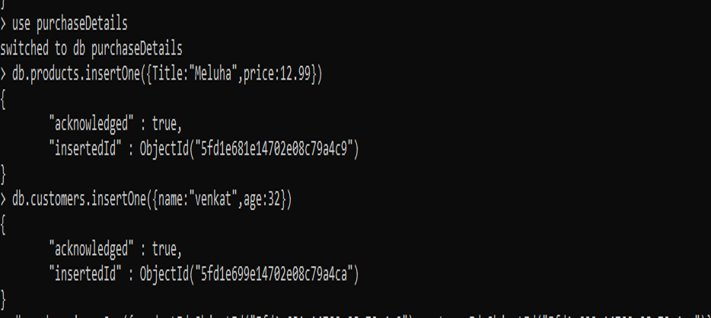 }
> use purchaseDetails
switched to db purchaseDetails
> db.products.insertOne({Title:"Meluha",price:12.99})
{
"acknowledged" : true,
"insertedId" : ObjectId("5fd1e681e14702e08c79a4c9")
}
> db.customers.insertOne({name:"venkat",age:32})
{
"acknowledged" : true,
"insertedId" : ObjectId("5fd1e699e14702e08c79a4ca")
}